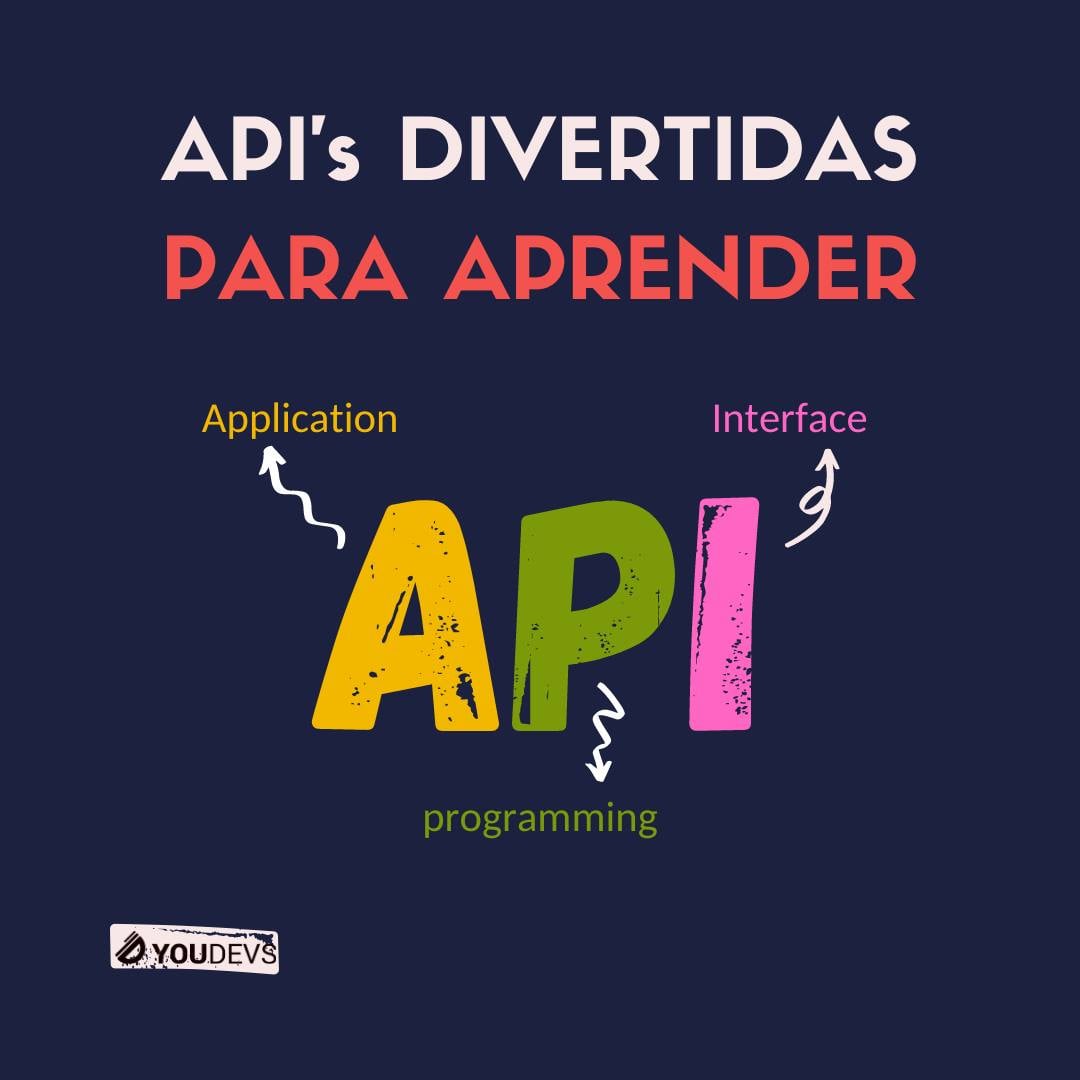 API's DIVERTIDAS
PARA APRENDER
Application
Interface
API
programming
YOUDEVS